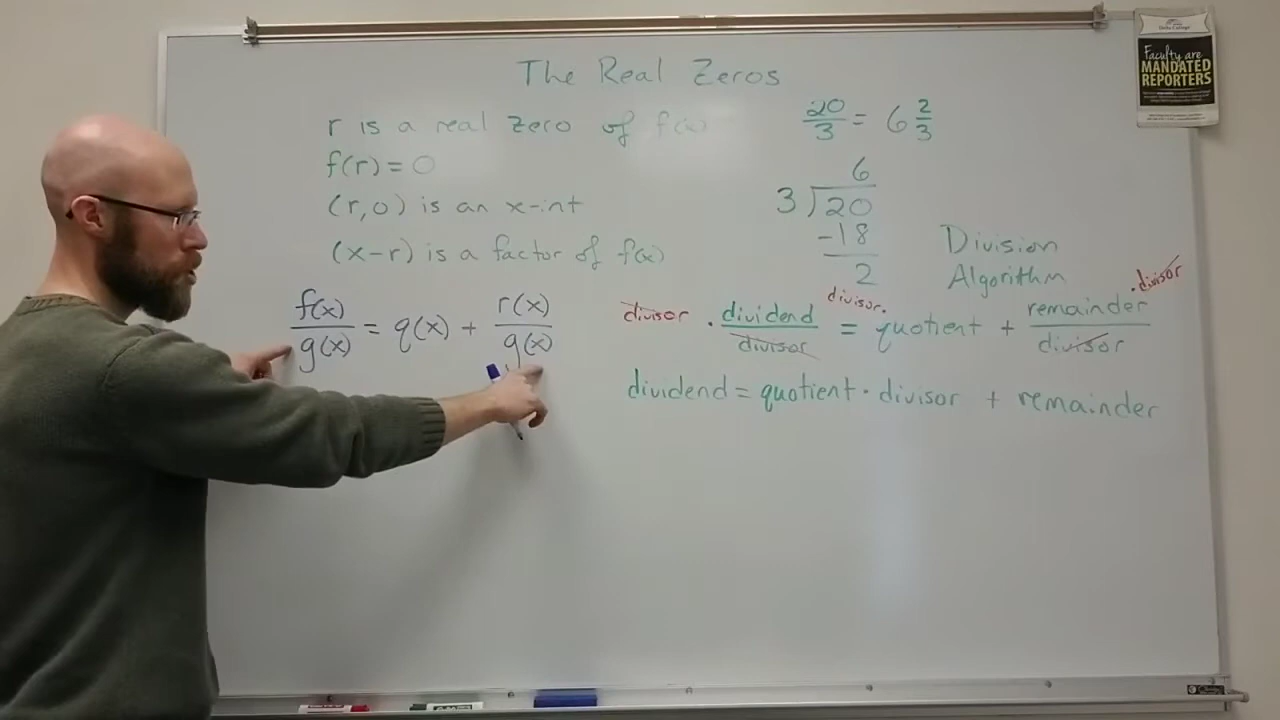 The Real Zeros
r is a real zero of f(x)
f(r) = 0
(r,0) is an x-int
(x-r) is a factor of f(x)
f(x)/g(x) = q(x) + r(x)/g(x)
20/3 = 6 2/3
6
3)20
-18
2
Division
Algorithm
divisor · dividend/divisor = divisor· quotient + remainder/divisor ·divisor
dividend = quotient · divisor + remainder
Faculty are
MANDATED
REPORTERS